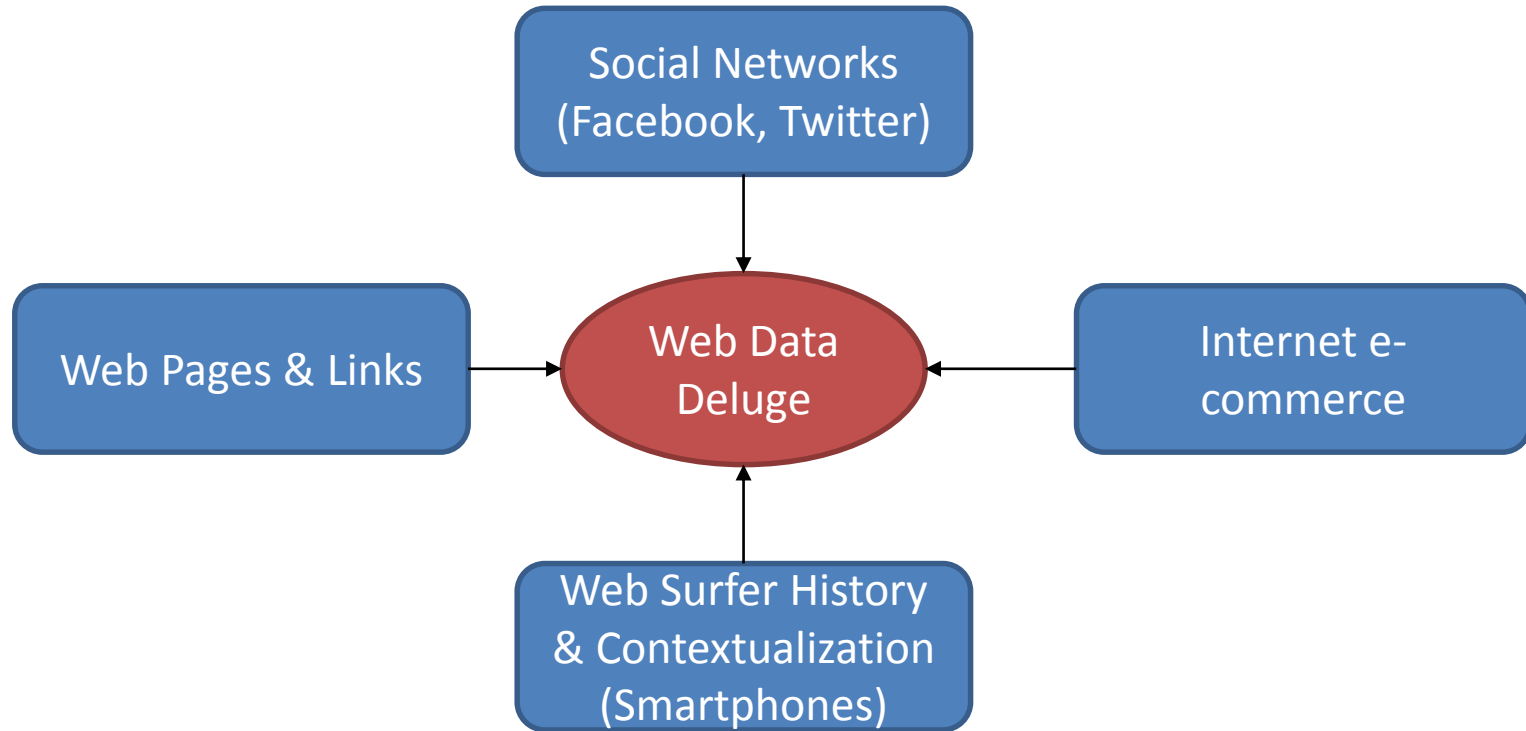 Social Networks
(Facebook, Twitter)
Web Pages & Links
Web Data
Deluge
Internet e-
commerce
Web Surfer History
& Contextualization
(Smartphones)